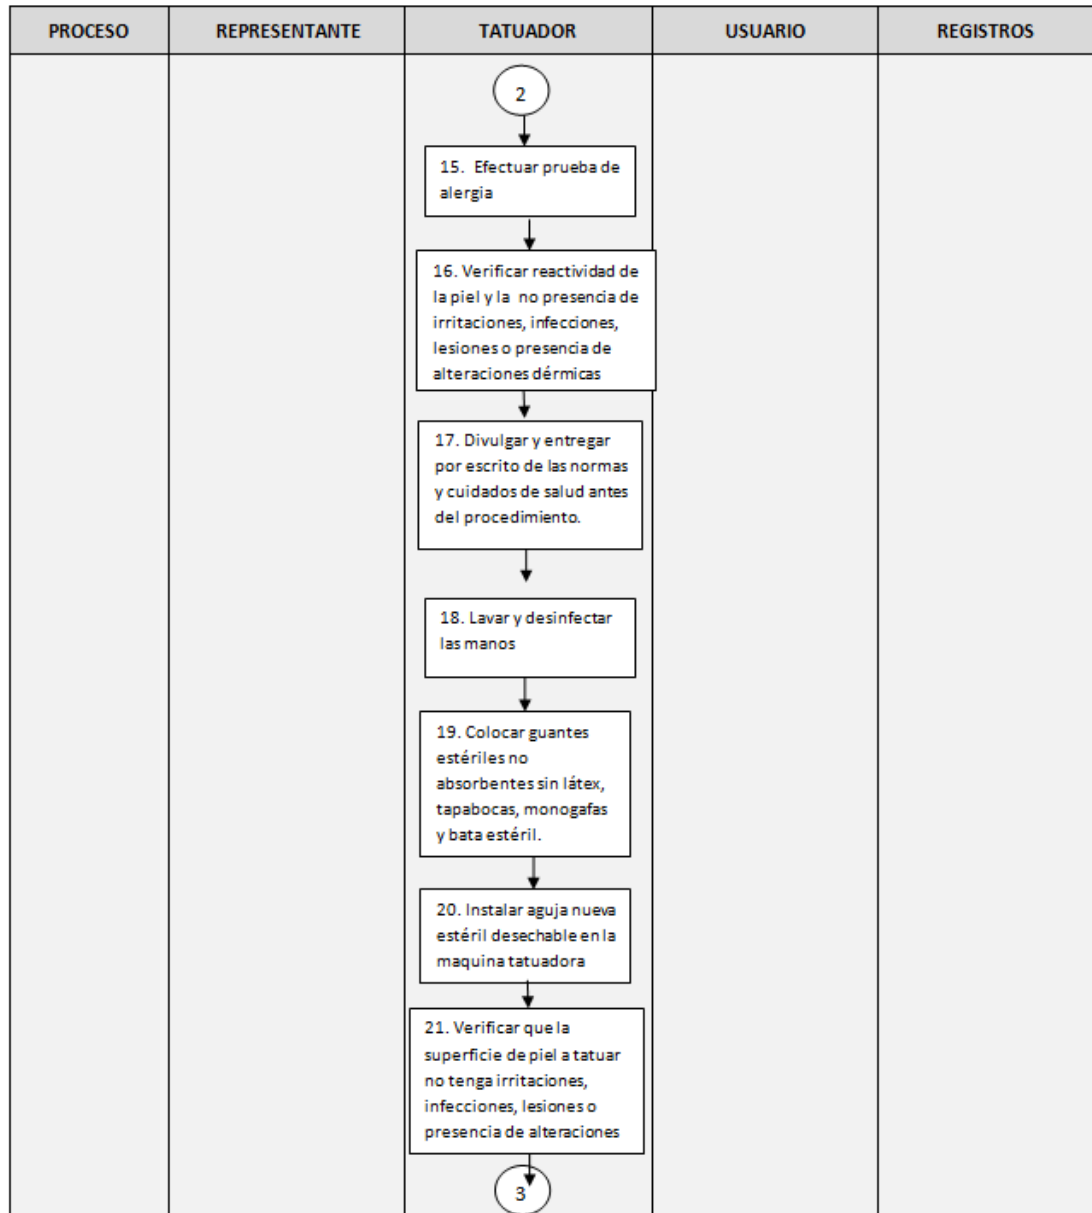 PROCESO REPRESENTANTE TATUADOR USUARIO REGISTROS
2
15. Efectuar prueba de
alergia
16. Verificar reactividad de
la piel y la no presencia de
irritaciones, infecciones,
lesiones o presencia de
alteraciones dérmicas
17. Divulgar y entregar
por escrito de las normas
y cuidados de salud antes
del procedimiento.
18. Lavar y desinfectar
las manos
19. Colocar guantes
estériles no
absorbentes sin látex,
tapabocas, monogafas
y bata estéril.
20. Instalar aguja nueva
estéril desechable en la
maquina tatuadora
21. Verificar que la
superficie de piel a tatuar
no tenga irritaciones,
infecciones, lesiones o
presencia de alteraciones
3